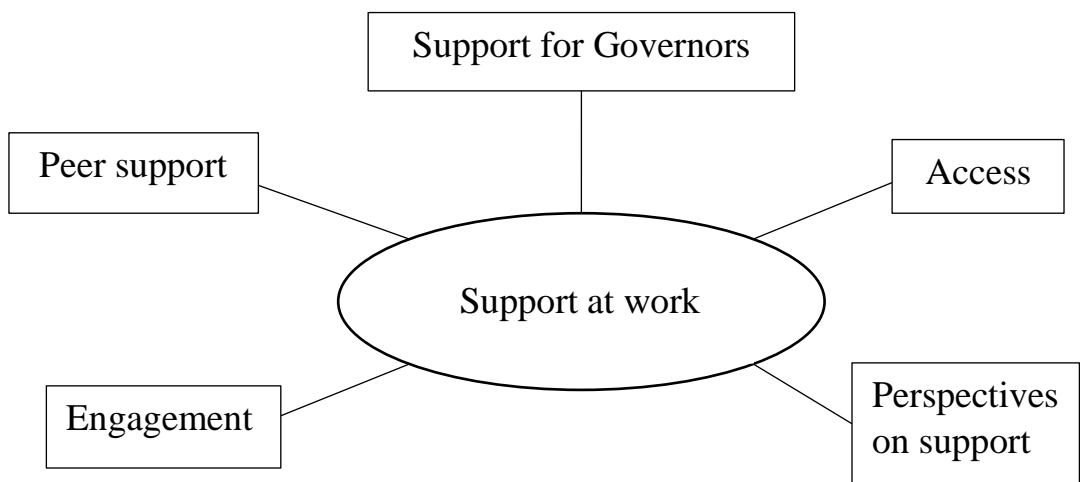 Support for Governors
Peer support
Access
Support at work
Engagement
Perspectives
on support